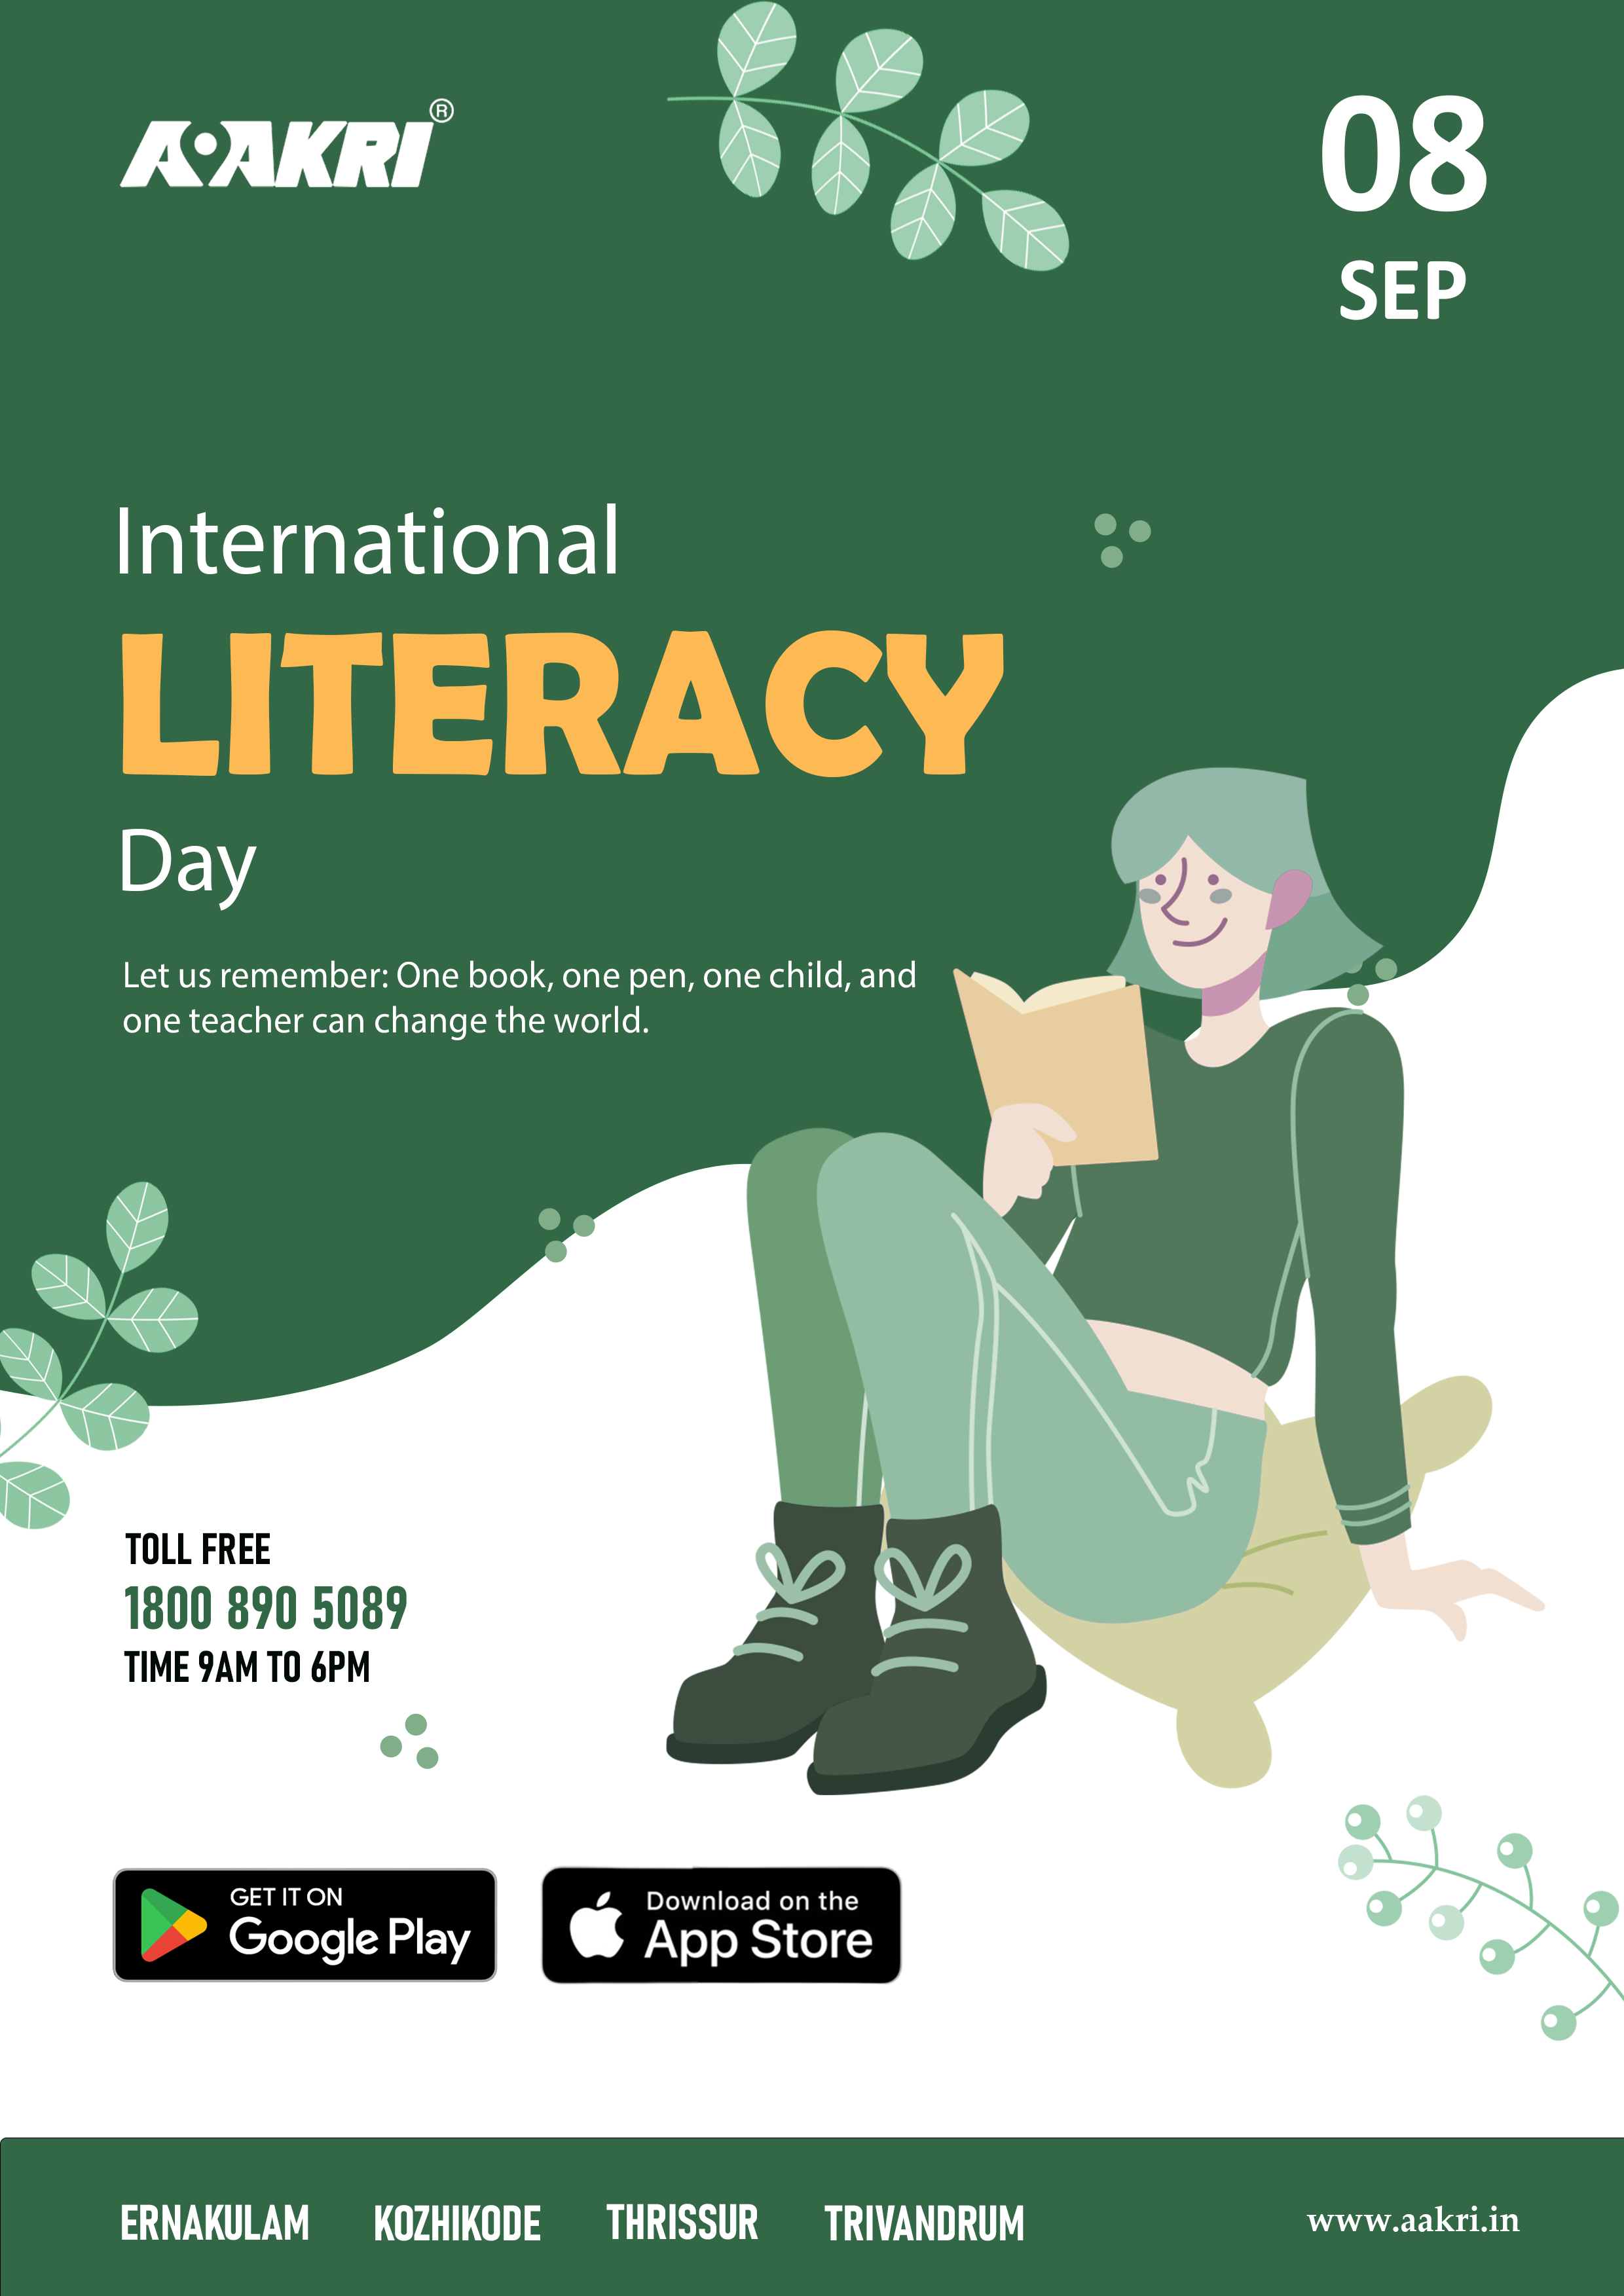 AAKRI®
08
SEP
International
LITERACY
Day
Let us remember: One book, one pen, one child, and
one teacher can change the world.
TOLL FREE
1800 890 5089
TIME 9AM TO 6PM
GET IT ON
Google Play
Download on the
App Store
ERNAKULAM KOZHIKODE THRISSUR TRIVANDRUM www.aakri.in